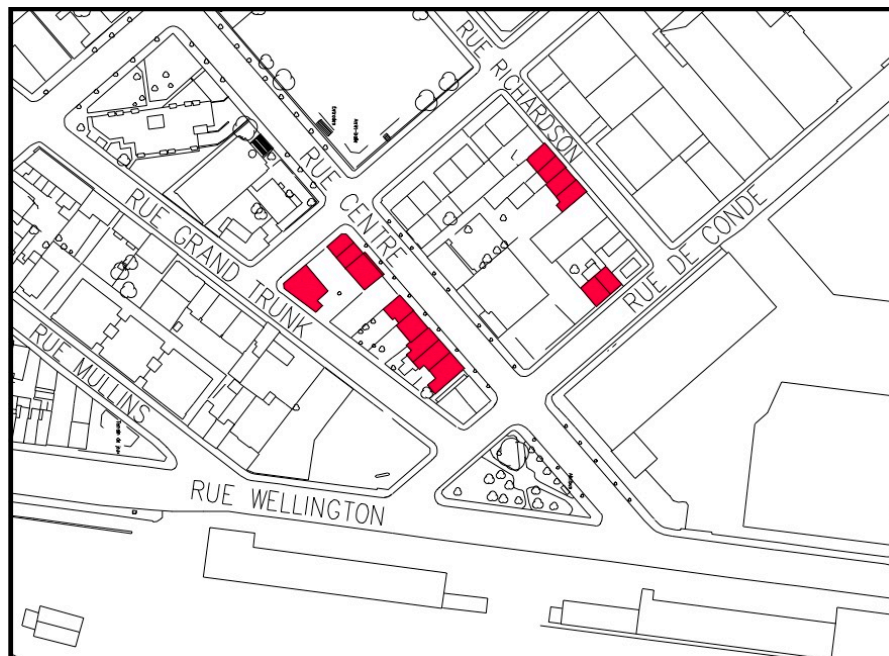 RUE RICHARDSON
RUE CENTRE
RUE GRAND TRUNK
RUE DE CONDE
RUE MULLINS
RUE WELLINGTON